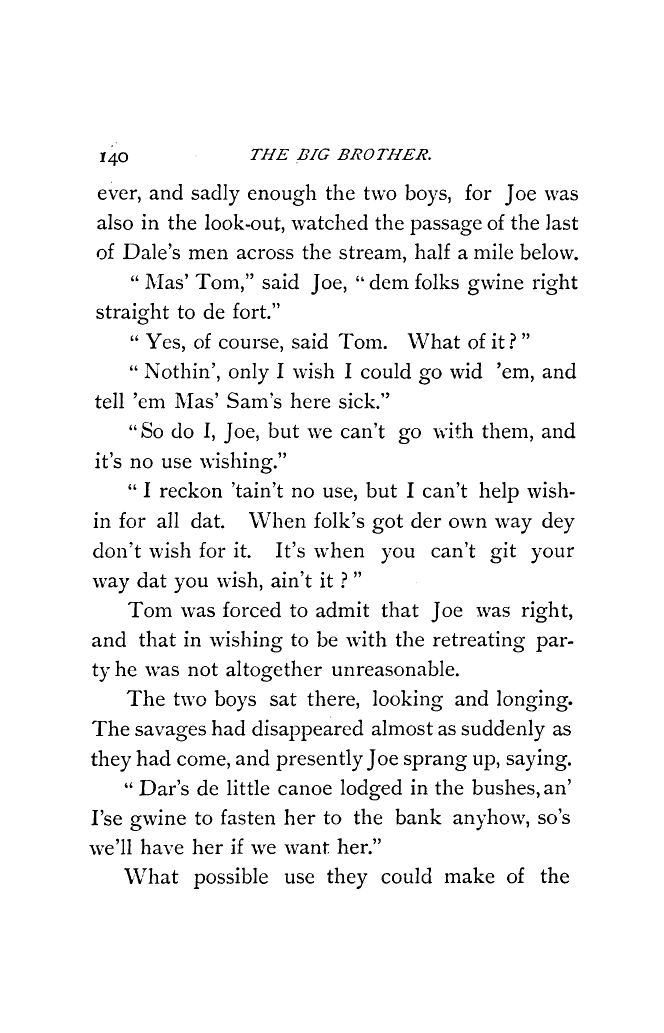 140 THE BIG BROTHER.
ever, and sadly enough the two boys, for Joe was
also in the look-out, watched the passage of the last
of Dale's men across the stream, half a mile below.
"Mas' Tom," said Joe, "dem folks gwine right
straight to de fort."
"Yes, of course, said Tom. What of it?"
"Nothin', only I wish I could go wid 'em, and
tell 'em Mas' Sam's here sick."
"So do I, Joe, but we can't go with them, and
it's no use wishing."
"I reckon 'tain't no use, but I can't help wish-
in for all dat. When folk's got der own way dey
don't wish for it. It's when you can't git your
way dat you wish, ain't it?"
Tom was forced to admit that Joe was right,
and that in wishing to be with the retreating par-
ty he was not altogether unreasonable.
The two boys sat there, looking and longing.
The savages had disappeared almost as suddenly as
they had come, and presently Joe sprang up, saying.
"Dar's de little canoe lodged in the bushes, an'
I'se gwine to fasten her to the bank anyhow, so's
we'll have her if we want her."
What possible use they could make of the